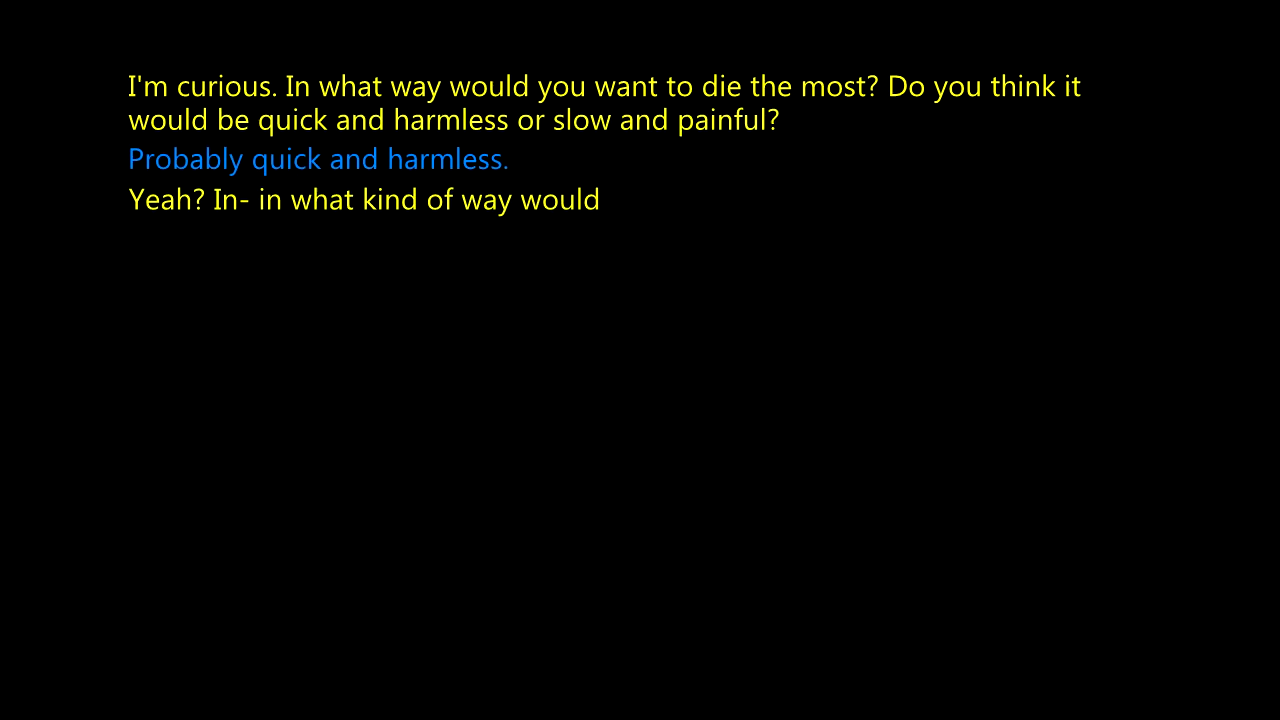 I'm curious. In what way would you want to die the most? Do you think it
would be quick and harmless or slow and painful?
Probably quick and harmless.
Yeah? In- in what kind of way would